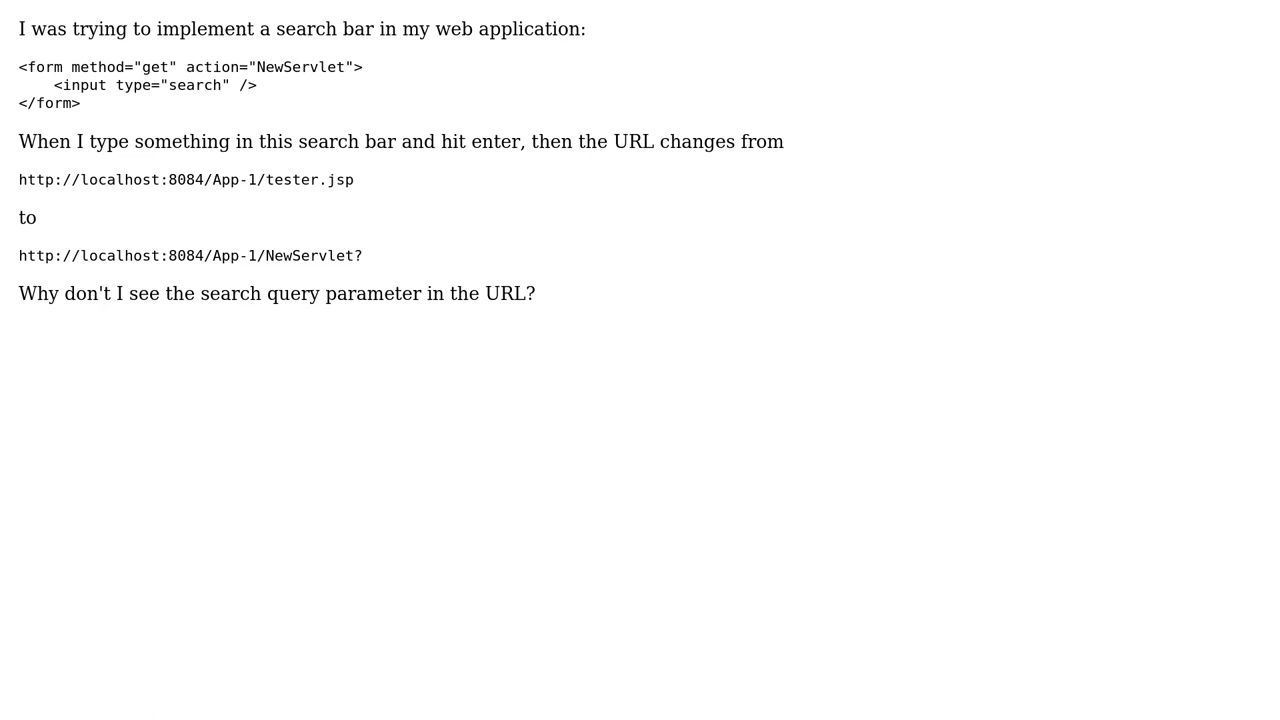 I was trying to implement a search bar in my web application:
<form method="get" action="NewServlet">
    <input type="search" />
</form>
When I type something in this search bar and hit enter, then the URL changes from
http://localhost:8084/App-1/tester.jsp
to
http://localhost:8084/App-1/NewServlet?
Why don't I see the search query parameter in the URL?